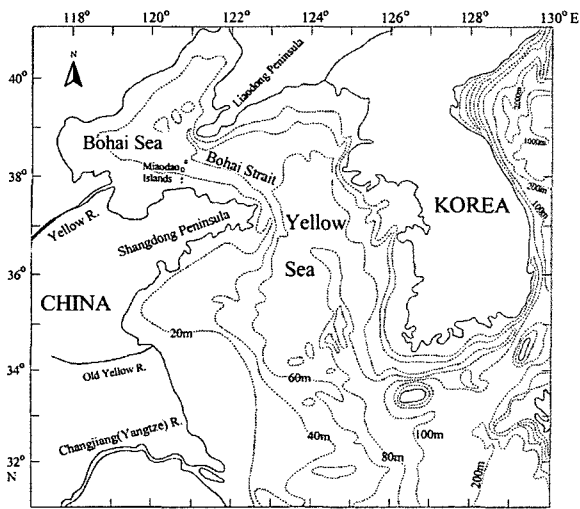 118° 120° 122° 124° 126° 128° 130° E
40°
38°
36°
34°
32°
N
N
Liaodong Peninsula
Bohai Sea
Miaodao
Islands
Bohai Strait
Yellow R.
Shangdong Peninsula
Yellow
Sea
KOREA
CHINA
Old Yellow R.
Changjiang(Yangtze) R.
20m
60m
40m
80m
100m
200m
1000m
200m
100m